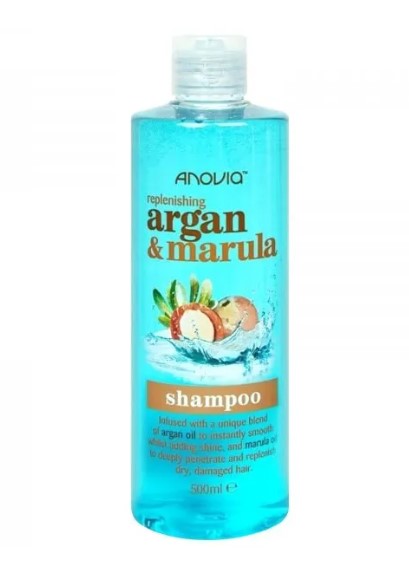 ANOVIA™
replenishing
argan
& marula
shampoo
Infused with a unique blend
of argan oil to instantly smooth
whilst adding shine, and marula oil
to deeply penetrate and replenish
dry, damaged hair.
500ml ℮